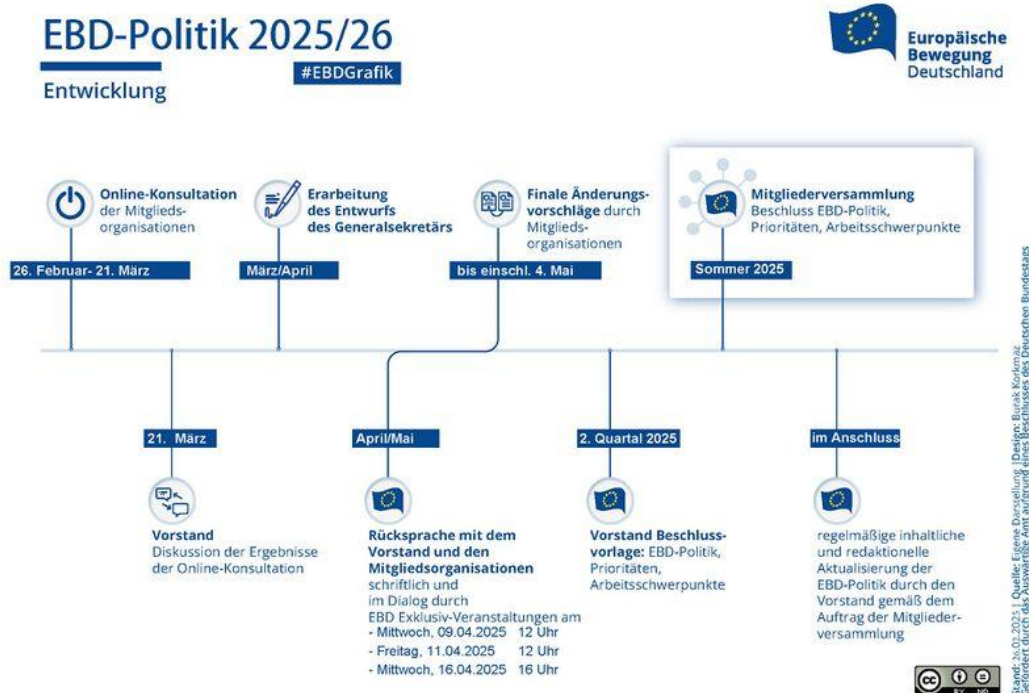 EBD-Politik 2025/26
#EBDGrafik
Entwicklung
Europäische
Bewegung
Deutschland
Online-Konsultation
der Mitglieds-
organisationen
26. Februar- 21. März
Erarbeitung
des Entwurfs
des Generalsekretärs
März/April
Finale Änderungs-
vorschläge durch
Mitglieds-
organisationen
bis einschl. 4. Mai
Mitgliederversammlung
Beschluss EBD-Politik,
Prioritäten, Arbeitsschwerpunkte
Sommer 2025
21. März
Vorstand
Diskussion der Ergebnisse
der Online-Konsultation
April/Mai
Rücksprache mit dem
Vorstand und den
Mitgliedsorganisationen
schriftlich und
im Dialog durch
EBD Exklusiv-Veranstaltungen am
- Mittwoch, 09.04.2025 12 Uhr
- Freitag, 11.04.2025 12 Uhr
- Mittwoch, 16.04.2025 16 Uhr
2. Quartal 2025
Vorstand Beschluss-
vorlage: EBD-Politik,
Prioritäten,
Arbeitsschwerpunkte
im Anschluss
regelmäßige inhaltliche
und redaktionelle
Aktualisierung der
EBD-Politik durch den
Vorstand gemäß dem
Auftrag der Mitglieder-
versammlung
Stand: 26.02.2025 | Quelle: Eigene Darstellung | Design: Burak Korkmaz
Gefördert durch das Auswärtige Amt aufgrund eines Beschlusses des Deutschen Bundestags
cc
BY ND